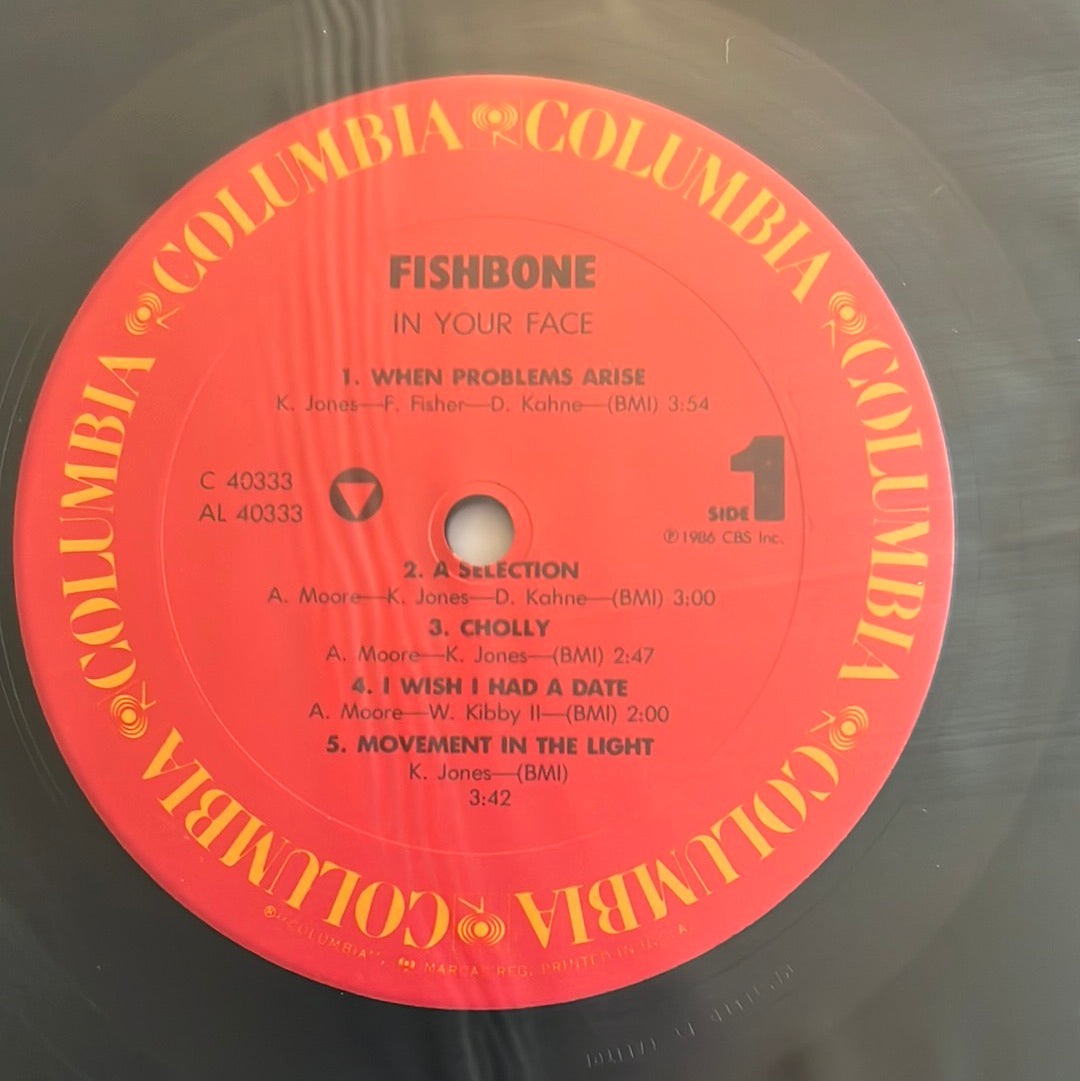 COLUMBIA COLUMBIA COLUMBIA COLUMBIA COLUMBIA COLUMBIA COLUMBIA
FISHBONE
IN YOUR FACE
1. WHEN PROBLEMS ARISE
K. Jones—F. Fisher—D. Kahne—(BMI) 3:54
C 40333
AL 40333
SIDE 1
℗ 1986 CBS Inc.
2. A SELECTION
A. Moore—K. Jones—D. Kahne—(BMI) 3:00
3. CHOLLY
A. Moore—K. Jones—(BMI) 2:47
4. I WISH I HAD A DATE
A. Moore—W. Kibby II—(BMI) 2:00
5. MOVEMENT IN THE LIGHT
K. Jones—(BMI)
3:42
® "COLUMBIA", MARCAS REG. PRINTED IN U.S.A.